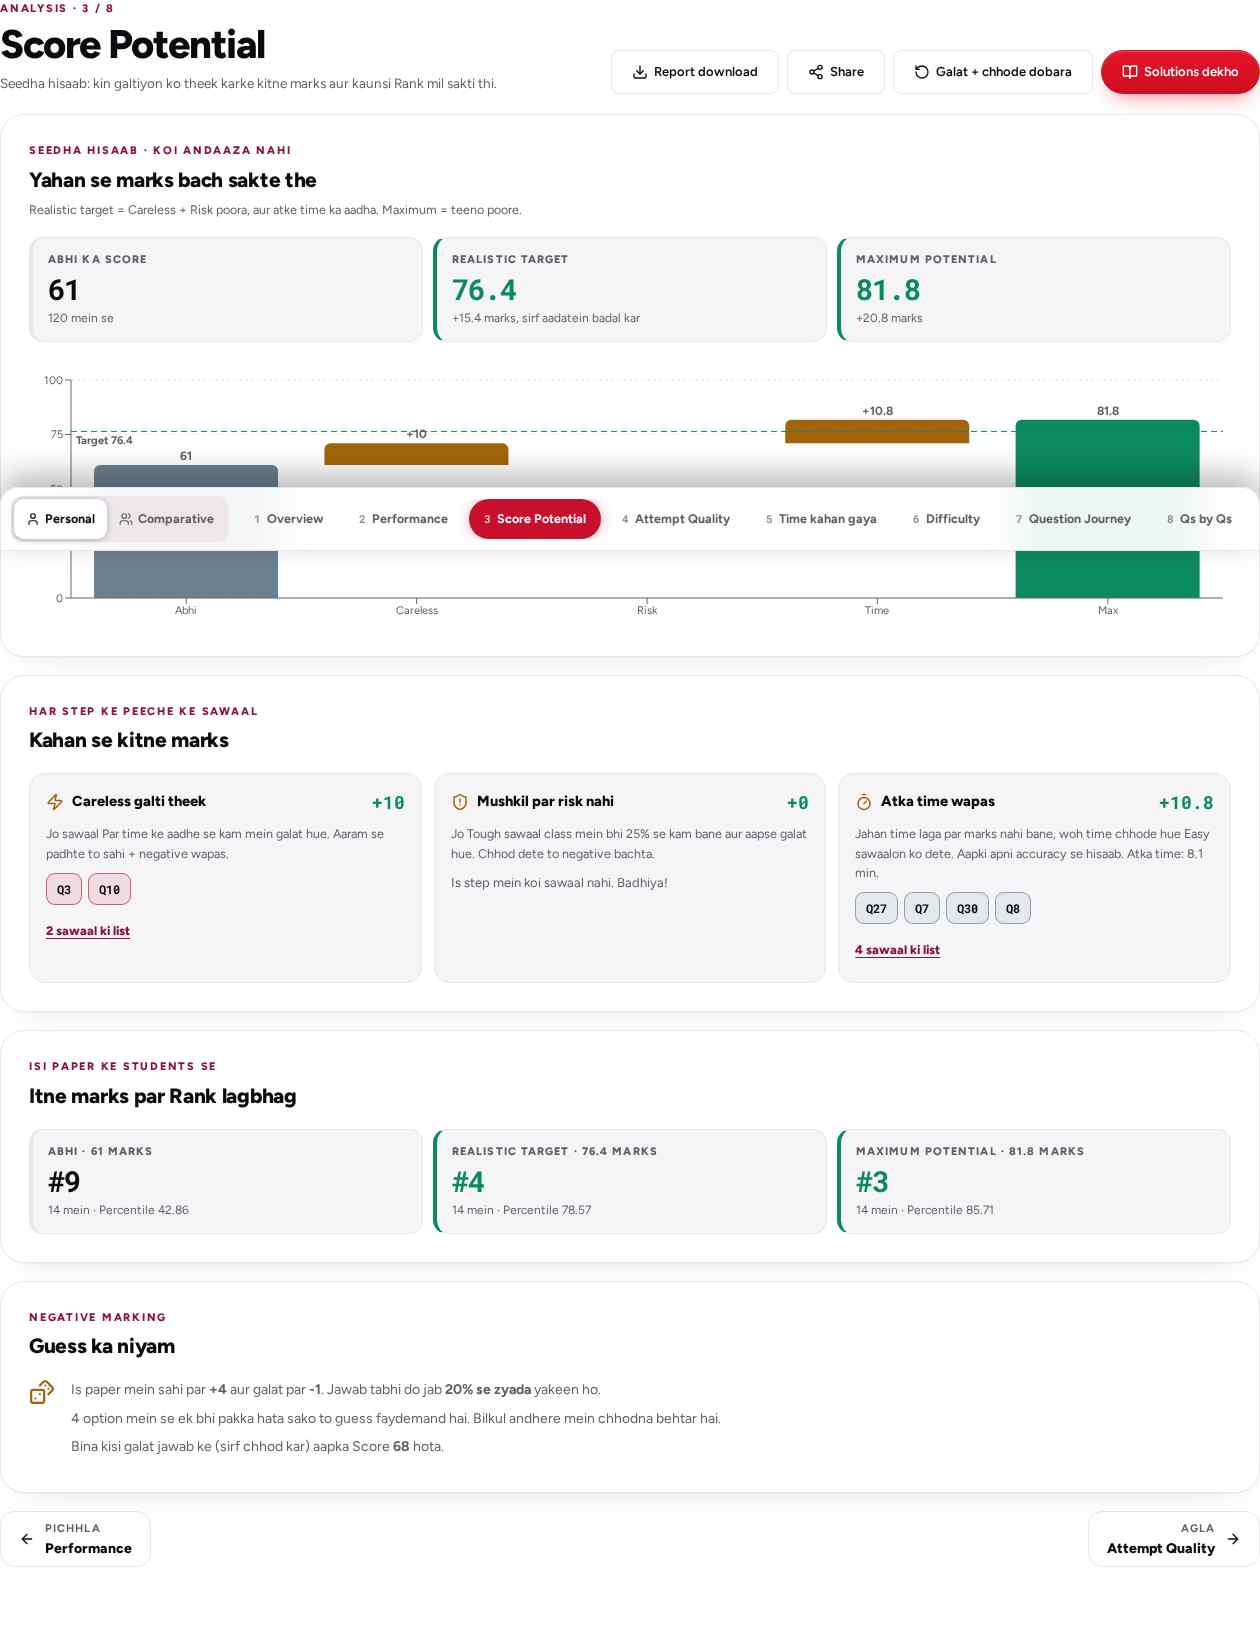 ANALYSIS · 3 / 8
Score Potential
Seedha hisaab: kin galtiyon ko theek karke kitne marks aur kaunsi Rank mil sakti thi.
Report download
Share
Galat + chhode dobara
Solutions dekho
SEEDHA HISAAB · KOI ANDAAZA NAHI
Yahan se marks bach sakte the
Realistic target = Careless + Risk poora, aur atke time ka aadha. Maximum = teeno poore.
ABHI KA SCORE
61
120 mein se
REALISTIC TARGET
76.4
+15.4 marks, sirf aadatein badal kar
MAXIMUM POTENTIAL
81.8
+20.8 marks
100
75
Target 76.4
61
+10
+10.8
81.8
Personal
Comparative
1 Overview
2 Performance
3 Score Potential
4 Attempt Quality
5 Time kahan gaya
6 Difficulty
7 Question Journey
8 Qs by Qs
0
Abhi
Careless
Risk
Time
Max
HAR STEP KE PEECHE KE SAWAAL
Kahan se kitne marks
Careless galti theek
+10
Jo sawaal Par time ke aadhe se kam mein galat hue. Aaram se
padhte to sahi + negative wapas.
Q3
Q10
2 sawaal ki list
Mushkil par risk nahi
+0
Jo Tough sawaal class mein bhi 25% se kam bane aur aapse galat
hue. Chhod dete to negative bachta.
Is step mein koi sawaal nahi. Badhiya!
Atka time wapas
+10.8
Jahan time laga par marks nahi bane, woh time chhode hue Easy
sawaalon ko dete. Aapki apni accuracy se hisaab. Atka time: 8.1
min.
Q27
Q7
Q30
Q8
4 sawaal ki list
ISI PAPER KE STUDENTS SE
Itne marks par Rank lagbhag
ABHI · 61 MARKS
#9
14 mein · Percentile 42.86
REALISTIC TARGET · 76.4 MARKS
#4
14 mein · Percentile 78.57
MAXIMUM POTENTIAL · 81.8 MARKS
#3
14 mein · Percentile 85.71
NEGATIVE MARKING
Guess ka niyam
Is paper mein sahi par +4 aur galat par -1. Jawab tabhi do jab 20% se zyada yakeen ho.
4 option mein se ek bhi pakka hata sako to guess faydemand hai. Bilkul andhere mein chhodna behtar hai.
Bina kisi galat jawab ke (sirf chhod kar) aapka Score 68 hota.
PICHHLA
Performance
AGLA
Attempt Quality